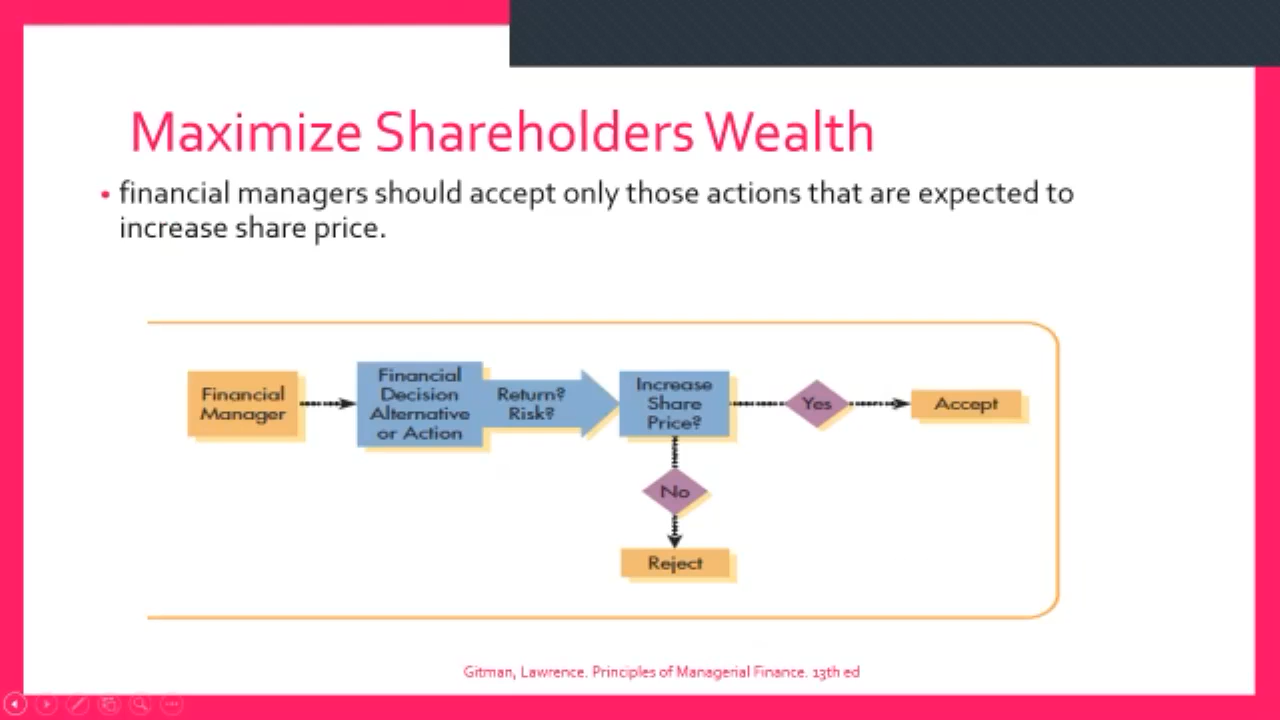 Maximize Shareholders Wealth
• financial managers should accept only those actions that are expected to
increase share price.
Financial
Manager
Financial
Decision
Alternative
or Action
Return?
Risk?
Increase
Share
Price?
Yes
Accept
No
Reject
Gitman, Lawrence. Principles of Managerial Finance. 13th ed